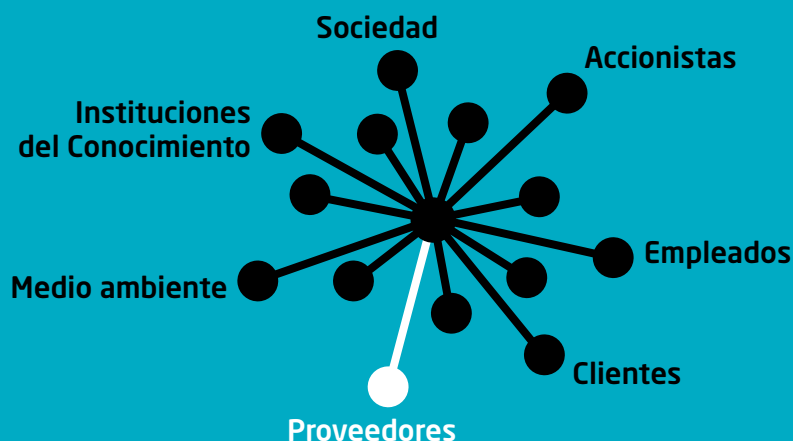 Sociedad
Accionistas
Instituciones
del Conocimiento
Empleados
Medio ambiente
Clientes
Proveedores